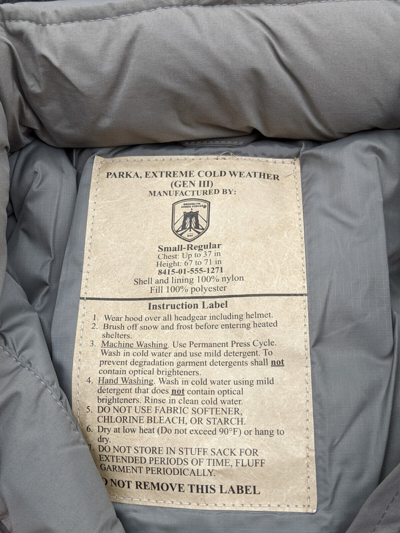 PARKA, EXTREME COLD WEATHER
(GEN III)
MANUFACTURED BY:
Small-Regular
Chest: Up to 37 in
Height: 67 to 71 in
8415-01-555-1271
Shell and lining 100% nylon
Fill 100% polyester
Instruction Label
1. Wear hood over all headgear including helmet.
2. Brush off snow and frost before entering heated
shelters.
3. Machine Washing. Use Permanent Press Cycle.
Wash in cold water and use mild detergent. To
prevent degradation garment detergents shall not
contain optical brighteners.
4. Hand Washing. Wash in cold water using mild
detergent that does not contain optical
brighteners. Rinse in clean cold water.
5. DO NOT USE FABRIC SOFTENER,
CHLORINE BLEACH, OR STARCH.
6. Dry at low heat (Do not exceed 90°F) or hang to
dry.
DO NOT STORE IN STUFF SACK FOR
EXTENDED PERIODS OF TIME, FLUFF
GARMENT PERIODICALLY.
DO NOT REMOVE THIS LABEL